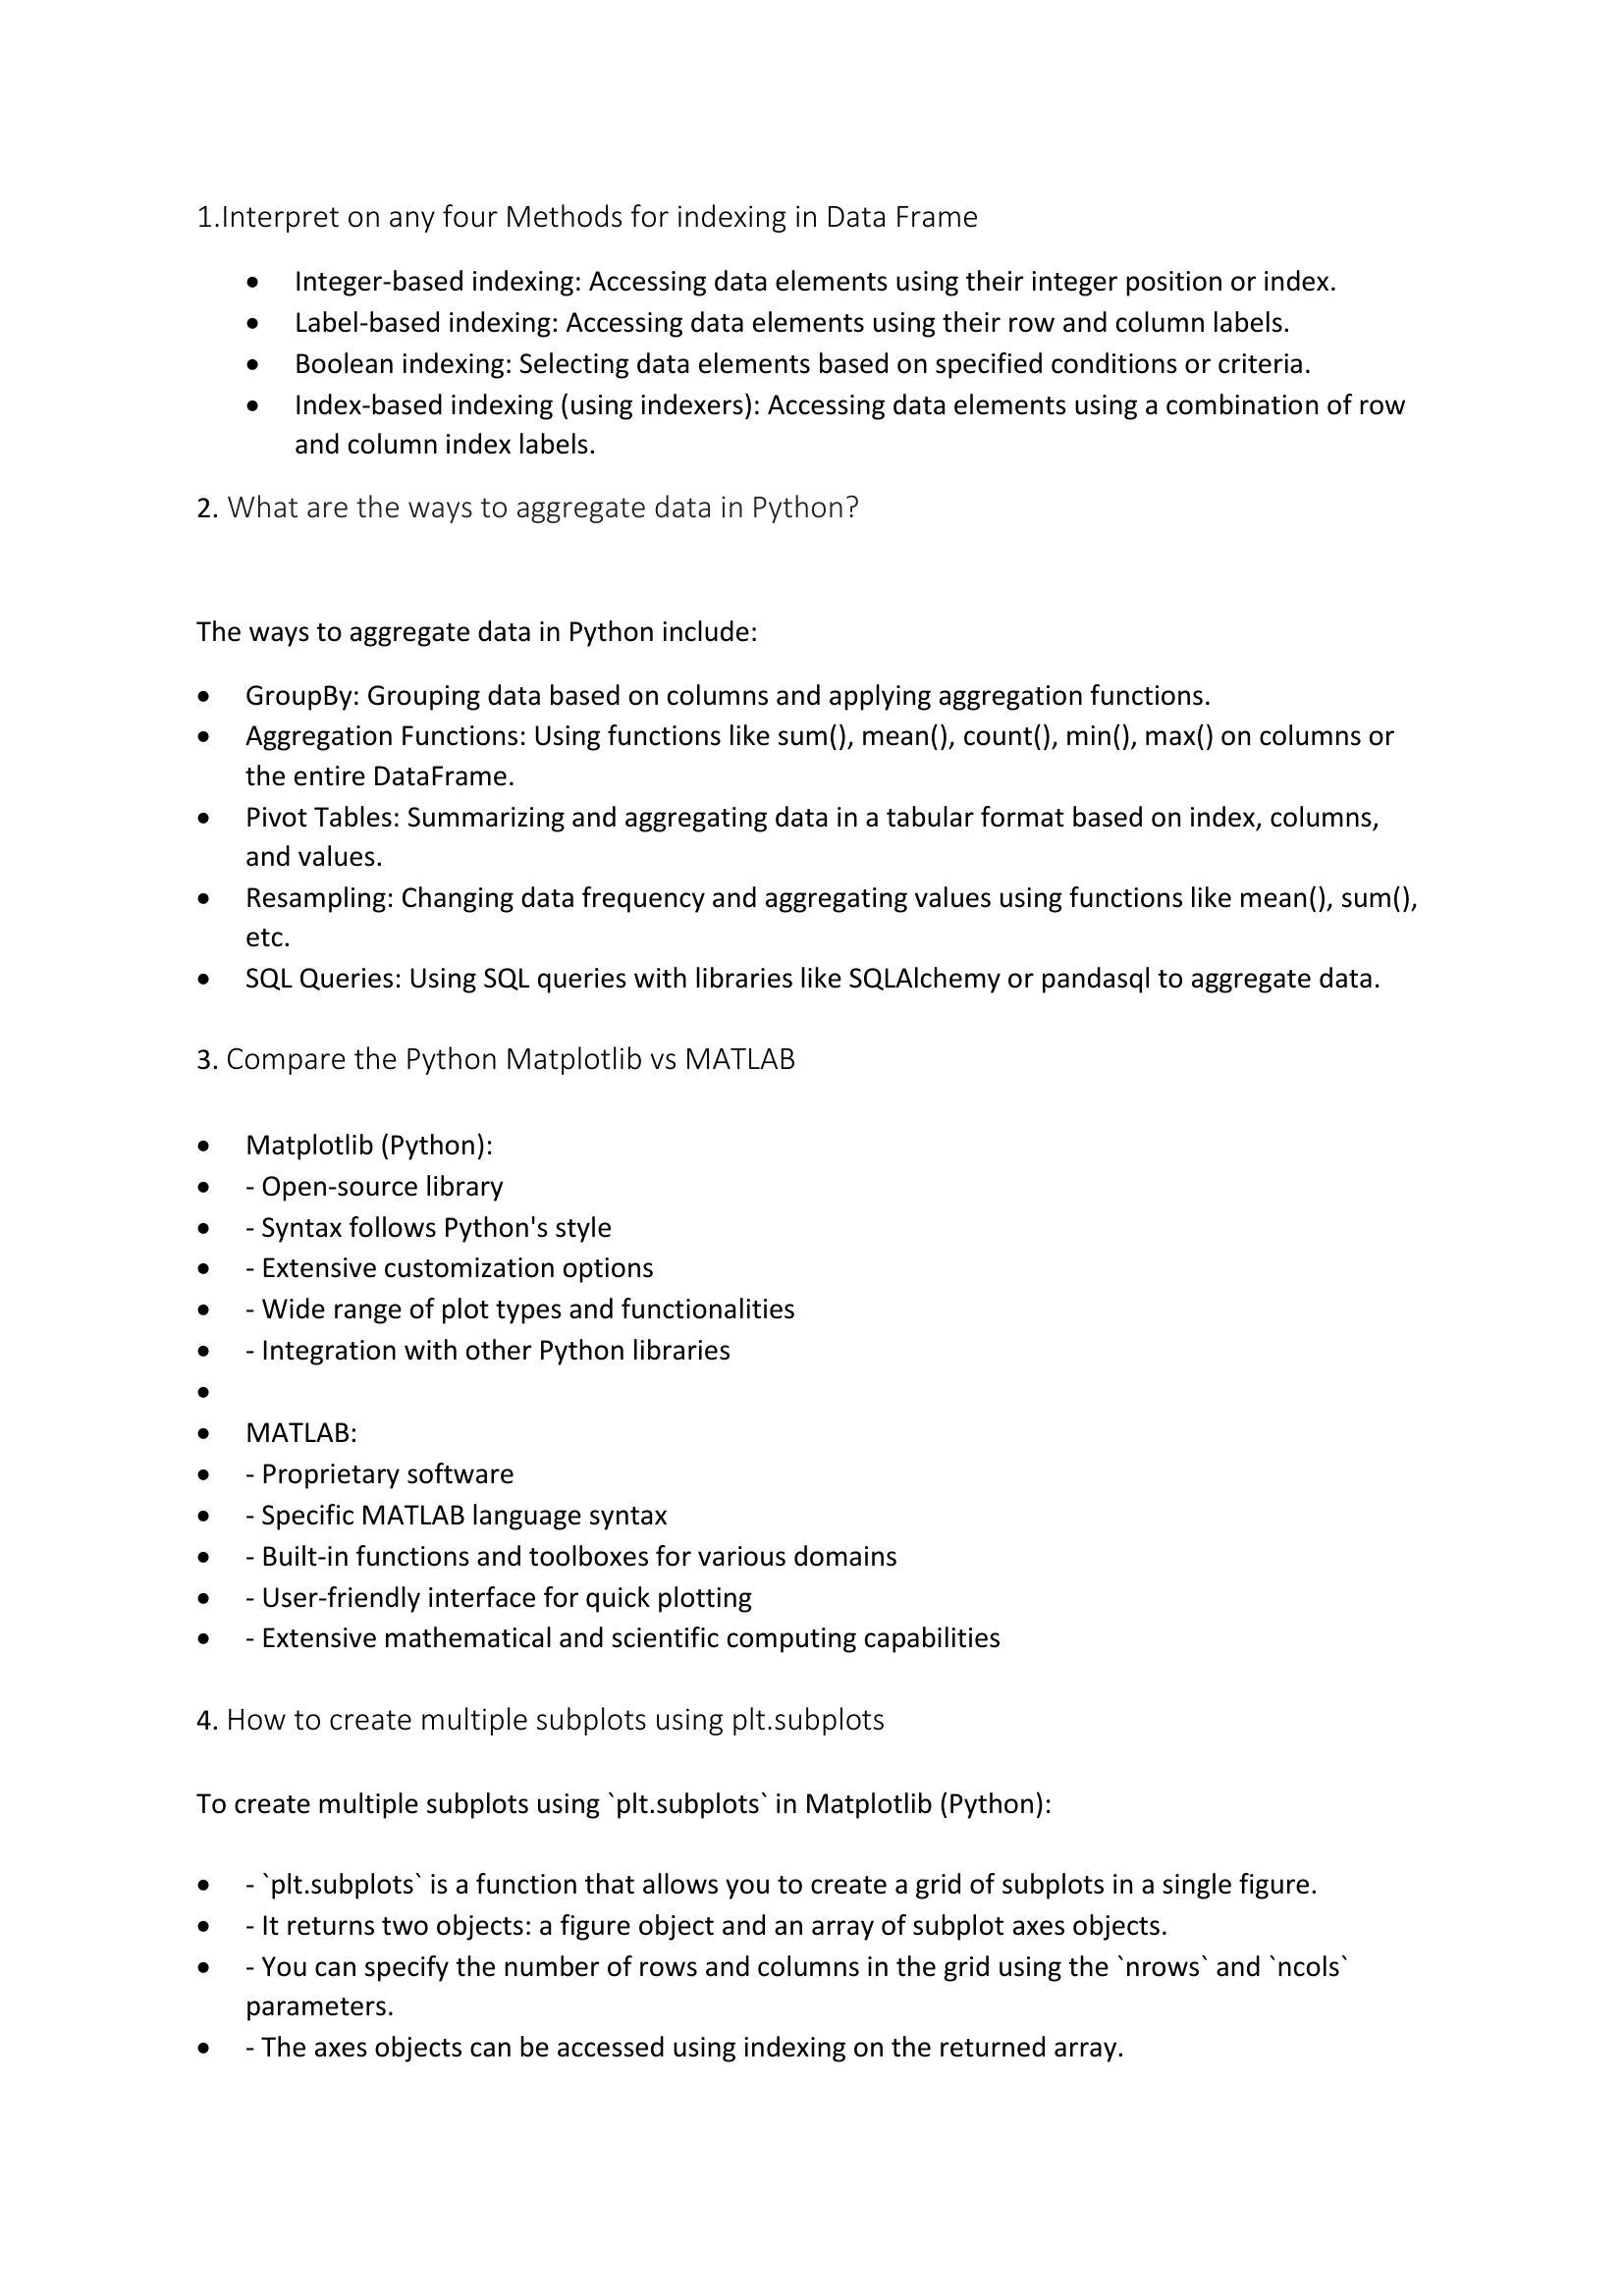 1.Interpret on any four Methods for indexing in Data Frame
• Integer-based indexing: Accessing data elements using their integer position or index.
• Label-based indexing: Accessing data elements using their row and column labels.
• Boolean indexing: Selecting data elements based on specified conditions or criteria.
• Index-based indexing (using indexers): Accessing data elements using a combination of row
and column index labels.
2. What are the ways to aggregate data in Python?
The ways to aggregate data in Python include:
• GroupBy: Grouping data based on columns and applying aggregation functions.
• Aggregation Functions: Using functions like sum(), mean(), count(), min(), max() on columns or
the entire DataFrame.
• Pivot Tables: Summarizing and aggregating data in a tabular format based on index, columns,
and values.
• Resampling: Changing data frequency and aggregating values using functions like mean(), sum(),
etc.
• SQL Queries: Using SQL queries with libraries like SQLAlchemy or pandasql to aggregate data.
3. Compare the Python Matplotlib vs MATLAB
• Matplotlib (Python):
• - Open-source library
• - Syntax follows Python's style
• - Extensive customization options
• - Wide range of plot types and functionalities
• - Integration with other Python libraries
•
• MATLAB:
• - Proprietary software
• - Specific MATLAB language syntax
• - Built-in functions and toolboxes for various domains
• - User-friendly interface for quick plotting
• - Extensive mathematical and scientific computing capabilities
4. How to create multiple subplots using plt.subplots
To create multiple subplots using `plt.subplots` in Matplotlib (Python):
• - `plt.subplots` is a function that allows you to create a grid of subplots in a single figure.
• - It returns two objects: a figure object and an array of subplot axes objects.
• - You can specify the number of rows and columns in the grid using the `nrows` and `ncols`
parameters.
• - The axes objects can be accessed using indexing on the returned array.